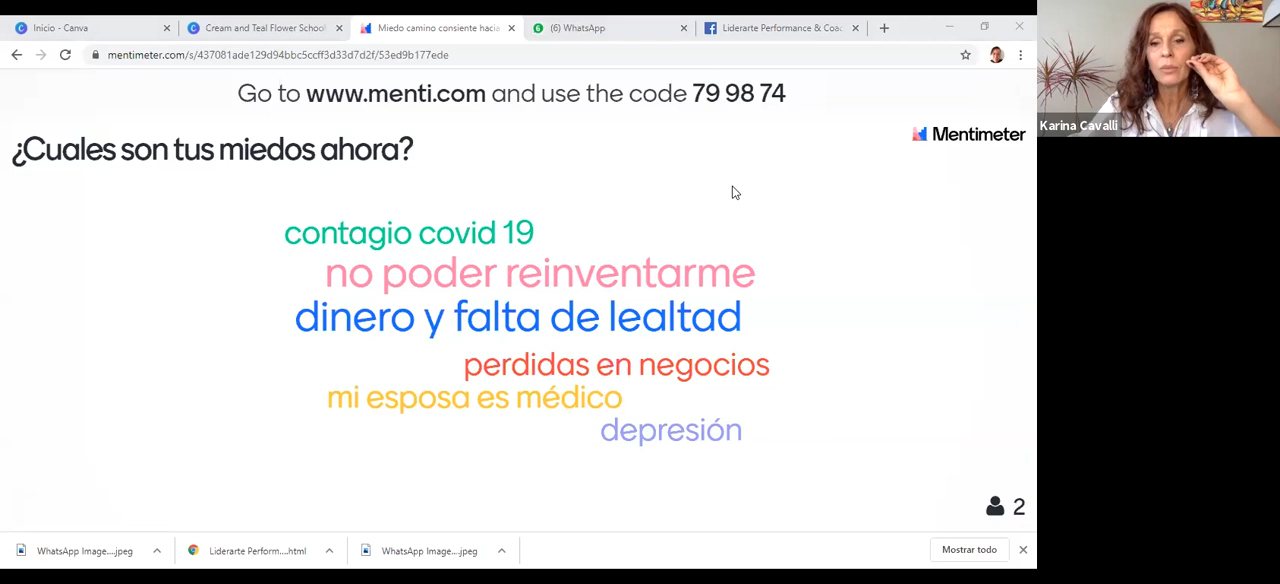 Inicio - Canva
Cream and Teal Flower School
Miedo camino consiente hacia
(6) WhatsApp
Liderarte Performance & Coac
mentimeter.com/s/437081ade129d94bbc5ccff3d33d7d2f/53ed9b177ede
Go to www.menti.com and use the code 79 98 74
Mentimeter
¿Cuales son tus miedos ahora?
contagio covid 19
no poder reinventarme
dinero y falta de lealtad
perdidas en negocios
mi esposa es médico
depresión
2
WhatsApp Image....jpeg
Liderarte Perform....html
WhatsApp Image....jpeg
Mostrar todo
Karina Cavalli